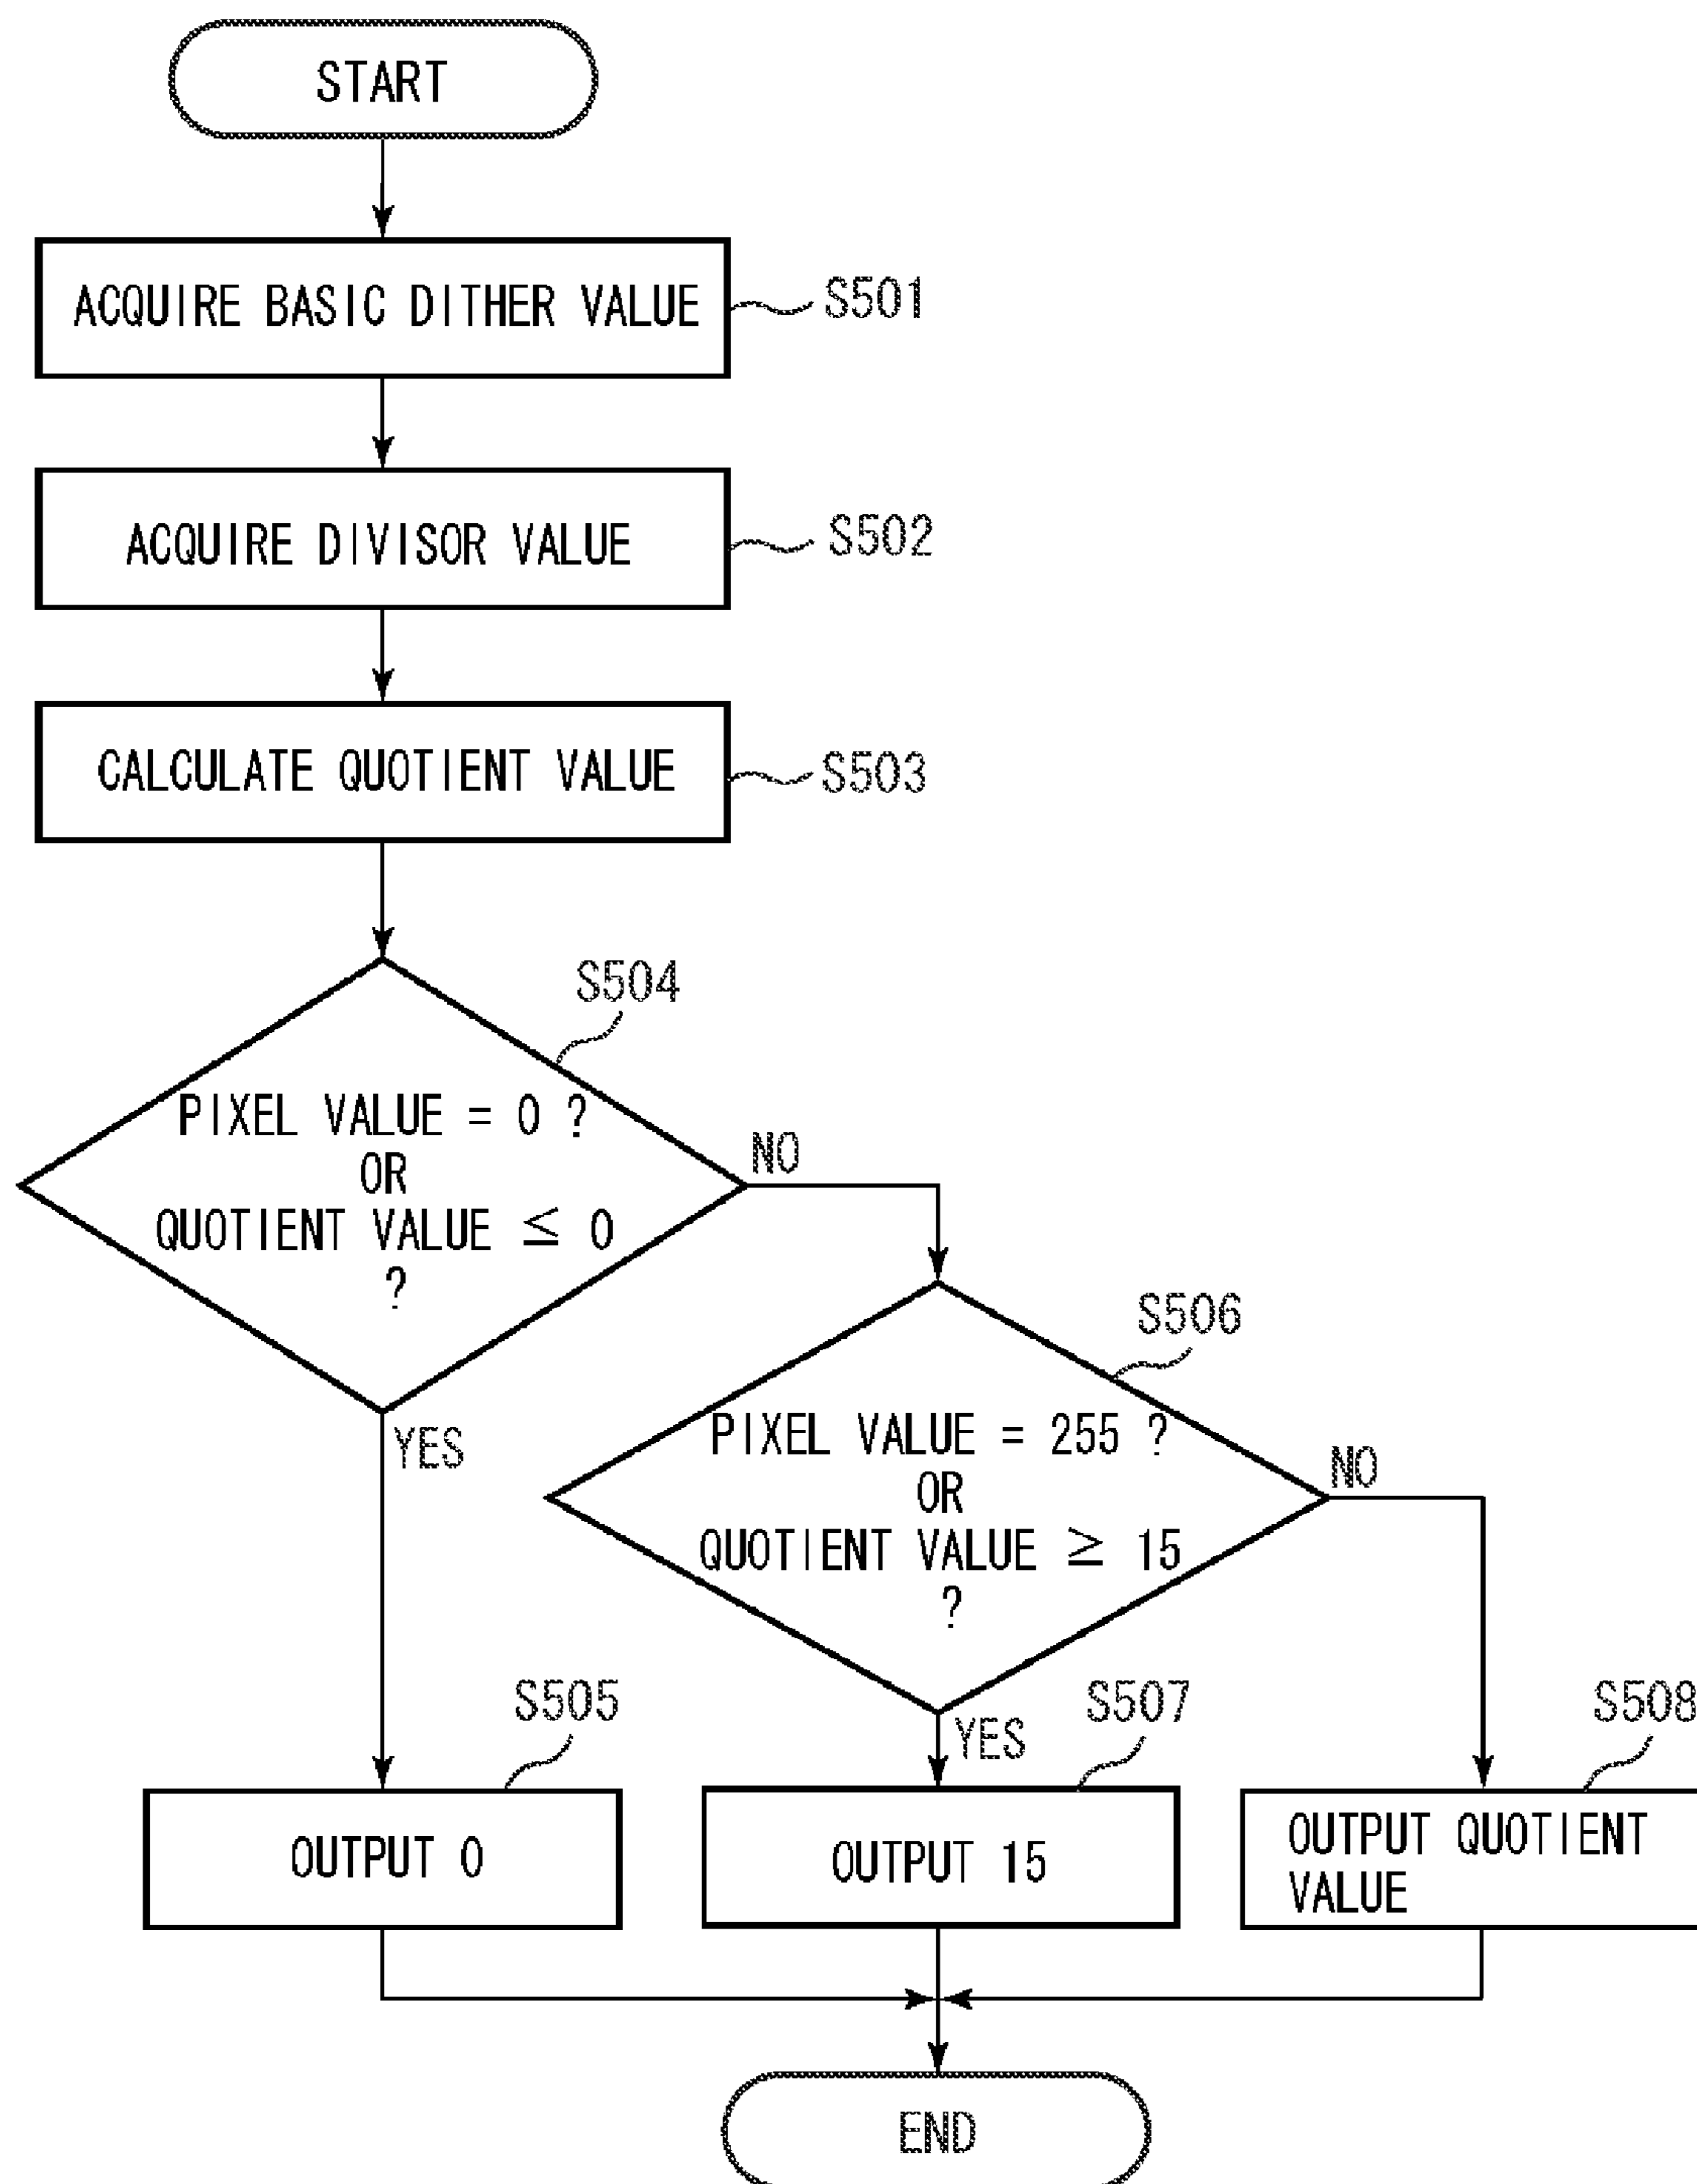 START
ACQUIRE BASIC DITHER VALUE
S501
ACQUIRE DIVISOR VALUE
S502
CALCULATE QUOTIENT VALUE
S503
S504
PIXEL VALUE = 0 ?
OR
QUOTIENT VALUE ≦ 0
?
NO
YES
S506
PIXEL VALUE = 255 ?
OR
QUOTIENT VALUE ≧ 15
?
NO
YES
S505
OUTPUT 0
S507
OUTPUT 15
S508
OUTPUT QUOTIENT
VALUE
END